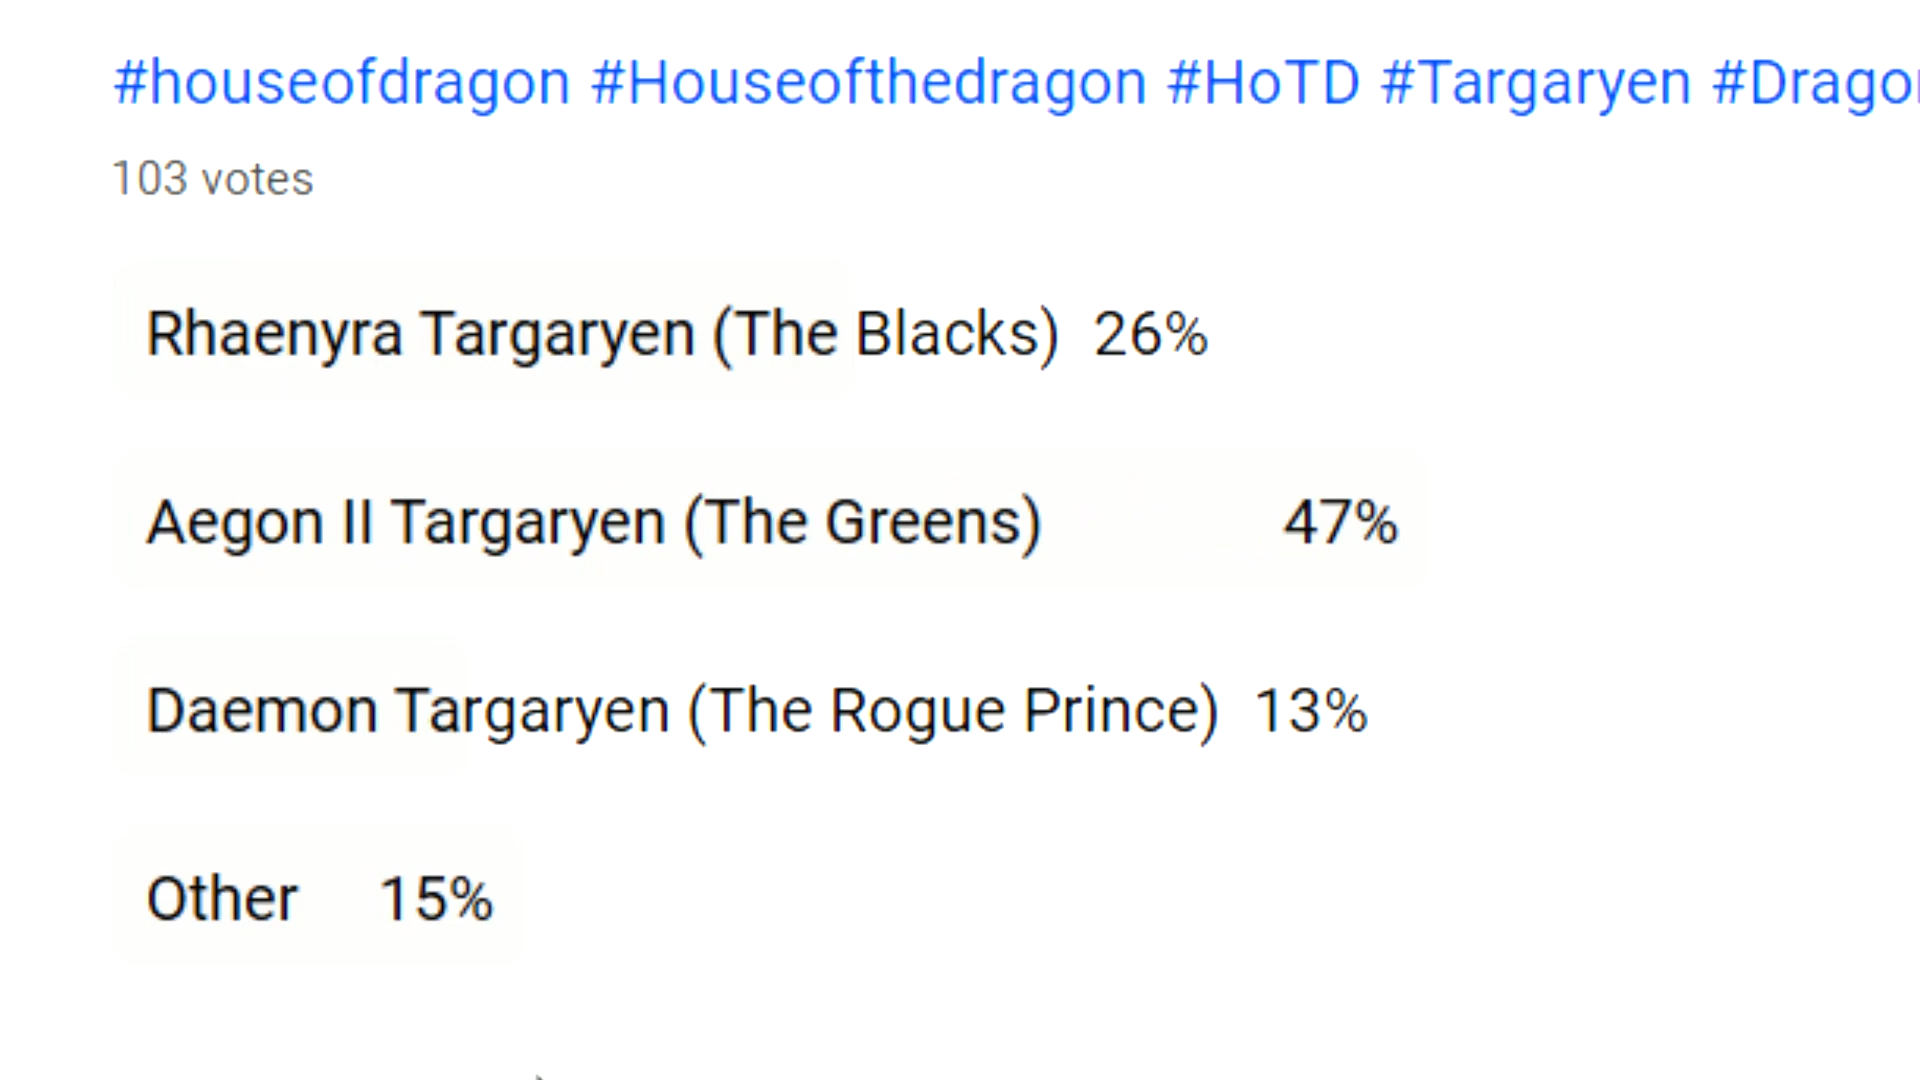 #houseofdragon #Houseofthedragon #HoTD #Targaryen #Drago
103 votes
Rhaenyra Targaryen (The Blacks) 26%
Aegon II Targaryen (The Greens) 47%
Daemon Targaryen (The Rogue Prince) 13%
Other 15%